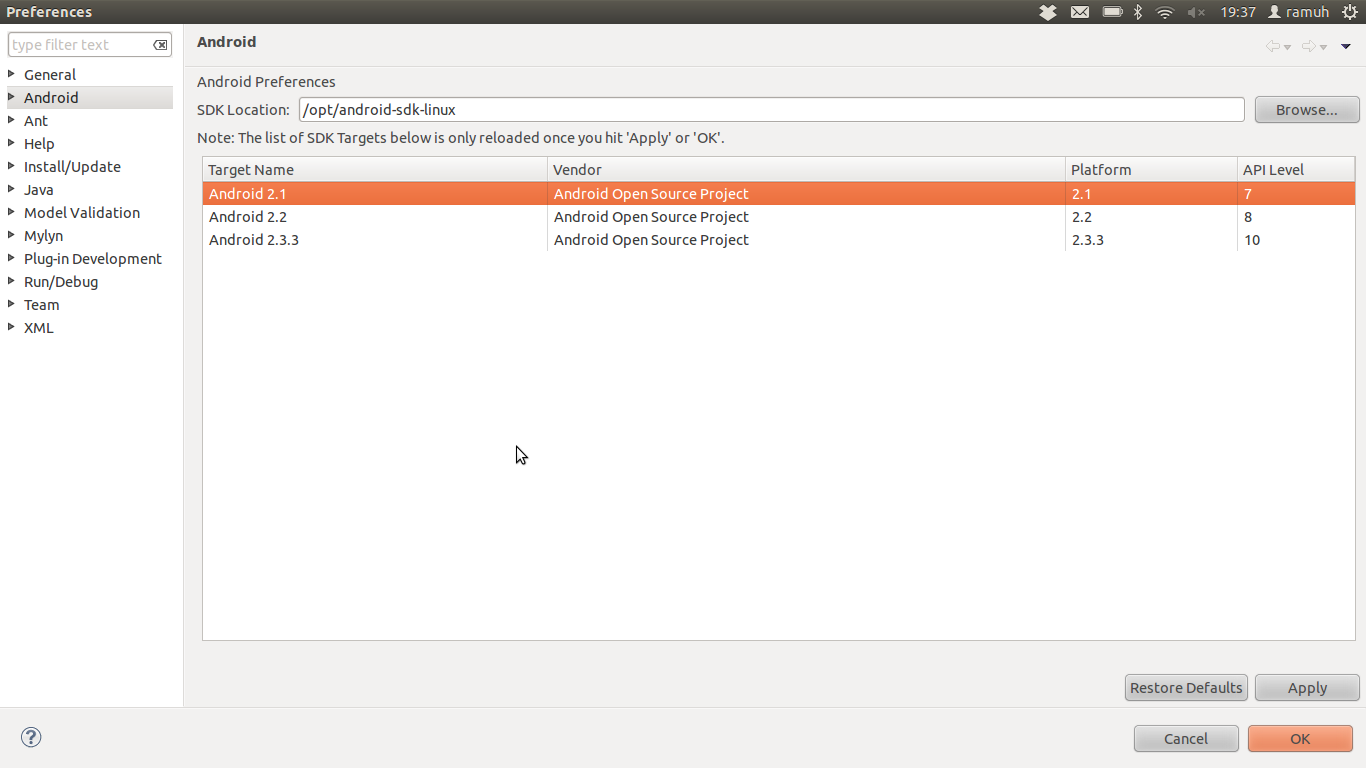 Preferences 19:37 ramuh
type filter text
General
Android
Ant
Help
Install/Update
Java
Model Validation
Mylyn
Plug-in Development
Run/Debug
Team
XML
Android
Android Preferences
SDK Location: /opt/android-sdk-linux Browse...
Note: The list of SDK Targets below is only reloaded once you hit 'Apply' or 'OK'.
Target Name Vendor Platform API Level
Android 2.1 Android Open Source Project 2.1 7
Android 2.2 Android Open Source Project 2.2 8
Android 2.3.3 Android Open Source Project 2.3.3 10
Restore Defaults Apply
? Cancel OK